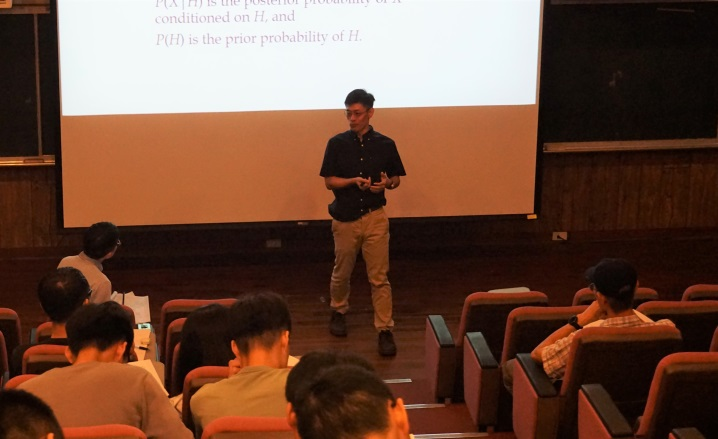 P(X | H) is the posterior probability of X
conditioned on H, and
P(H) is the prior probability of H.